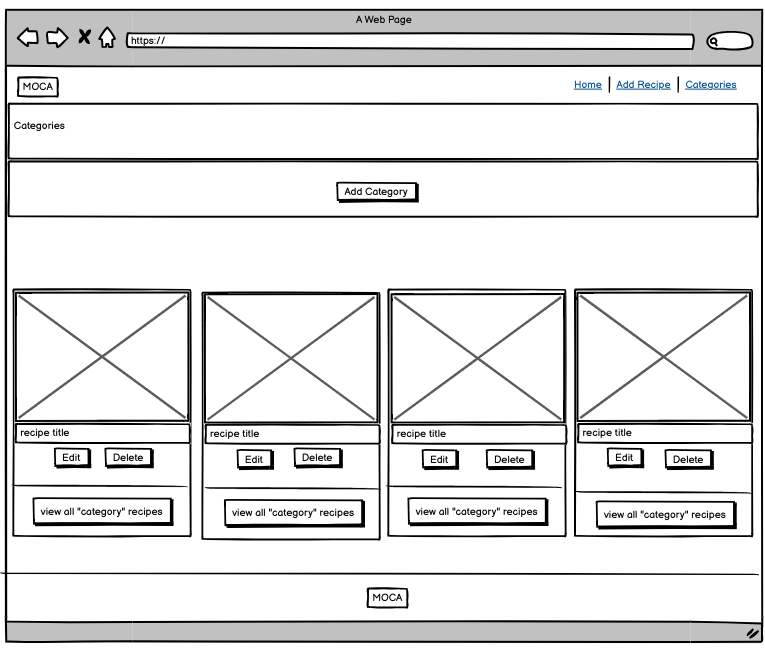 A Web Page
https://
MOCA
Home Add Recipe Categories
Categories
Add Category
recipe title recipe title recipe title recipe title
Edit Delete Edit Delete Edit Delete Edit Delete
view all "category" recipes view all "category" recipes view all "category" recipes view all "category" recipes
MOCA